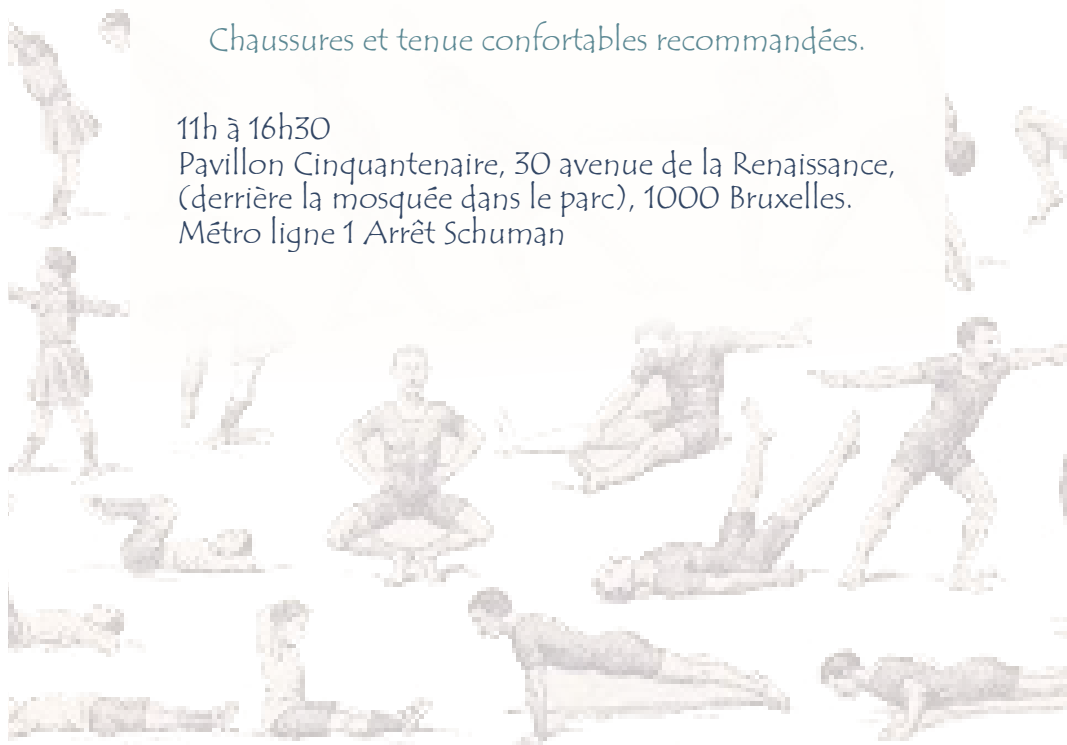 Chaussures et tenue confortables recommandées.
11h à 16h30
Pavillon Cinquantenaire, 30 avenue de la Renaissance,
(derrière la mosquée dans le parc), 1000 Bruxelles.
Métro ligne 1 Arrêt Schuman